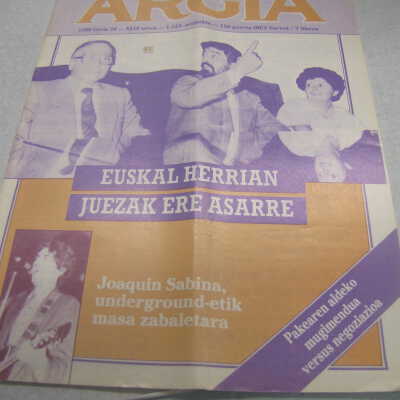 ARGIA
EUSKAL HERRIAN
JUEZAK ERE ASARRE
Joaquin Sabina,
underground-etik
masa zabaletara
Pakearen aldeko
mugimendua
versus negoziazioa